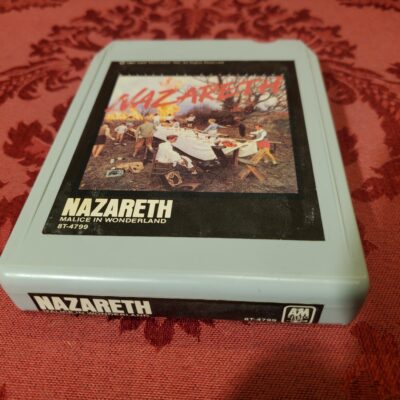 NAZARETH
NAZARETH
MALICE IN WONDERLAND
8T-4799
NAZARETH
8T-4799
A&M